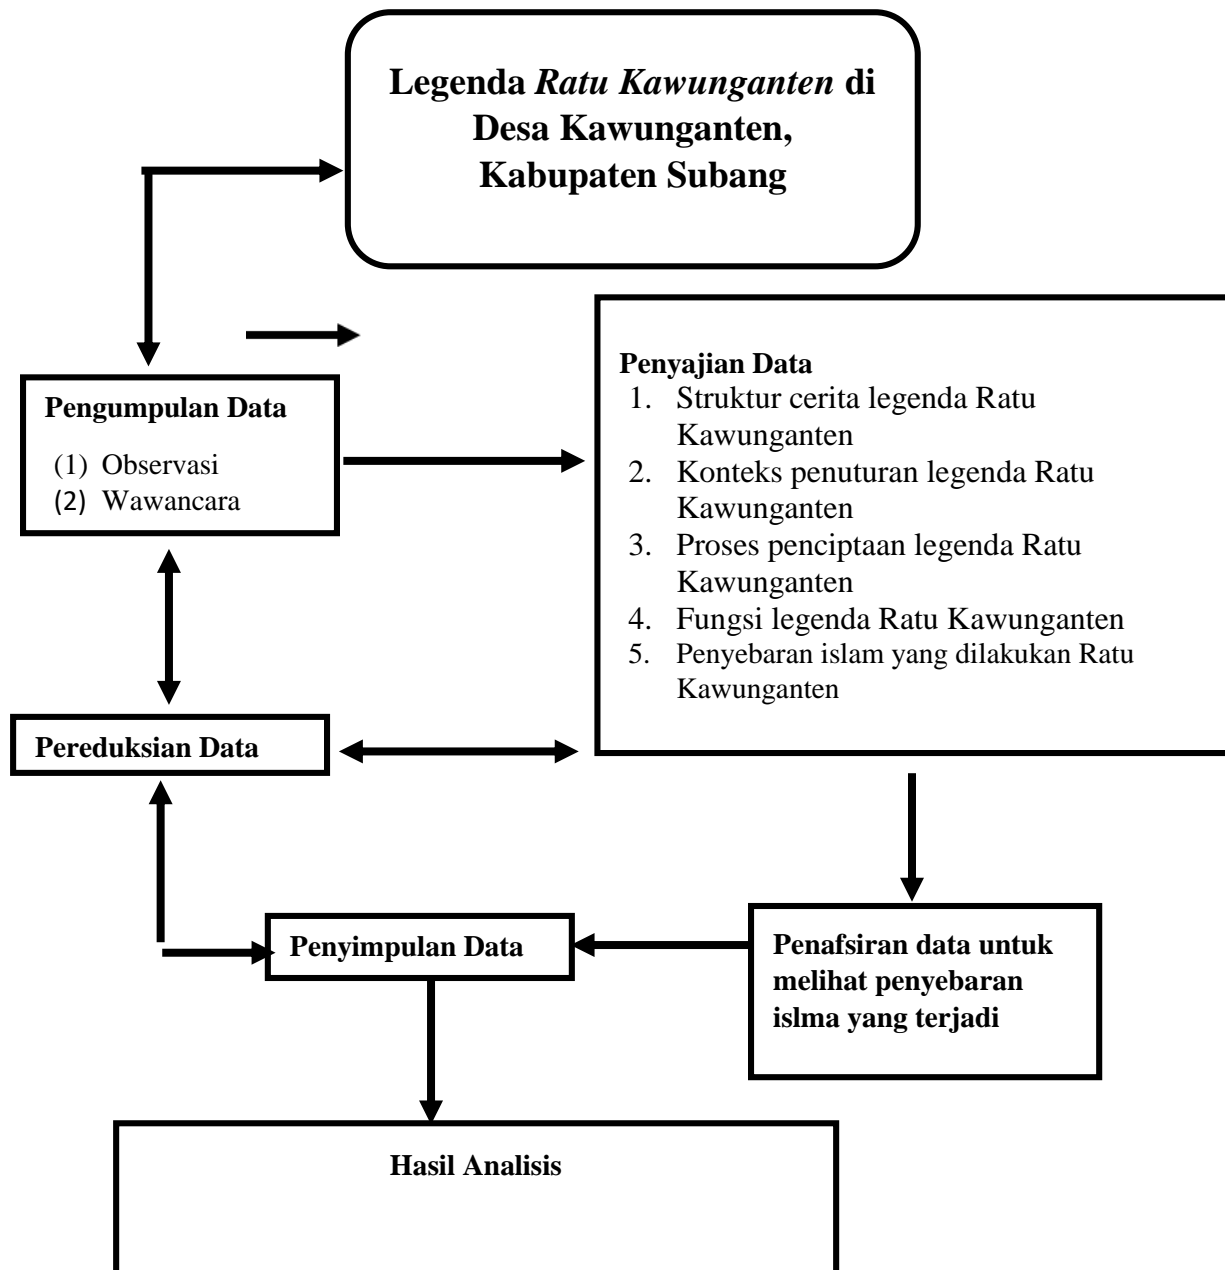 Legenda Ratu Kawunganten di
Desa Kawunganten,
Kabupaten Subang
Pengumpulan Data
(1) Observasi
(2) Wawancara
Penyajian Data
1. Struktur cerita legenda Ratu
Kawunganten
2. Konteks penuturan legenda Ratu
Kawunganten
3. Proses penciptaan legenda Ratu
Kawunganten
4. Fungsi legenda Ratu Kawunganten
5. Penyebaran islam yang dilakukan Ratu
Kawunganten
Pereduksian Data
Penyimpulan Data
Penafsiran data untuk
melihat penyebaran
islma yang terjadi
Hasil Analisis